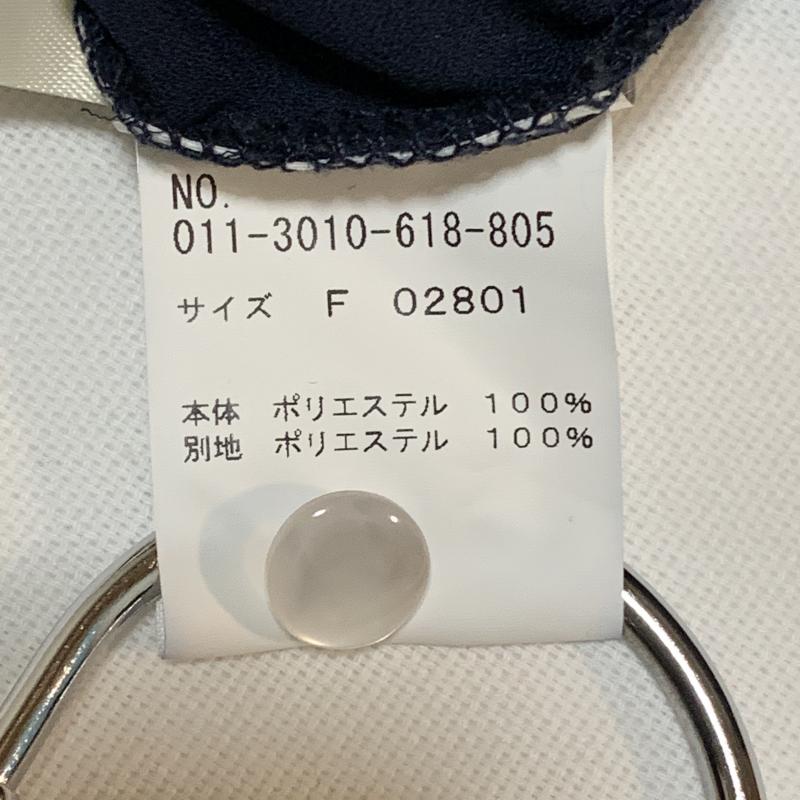 NO.
011-3010-618-805
サイズ F 02801
本体 ポリエステル 100%
別地 ポリエステル 100%